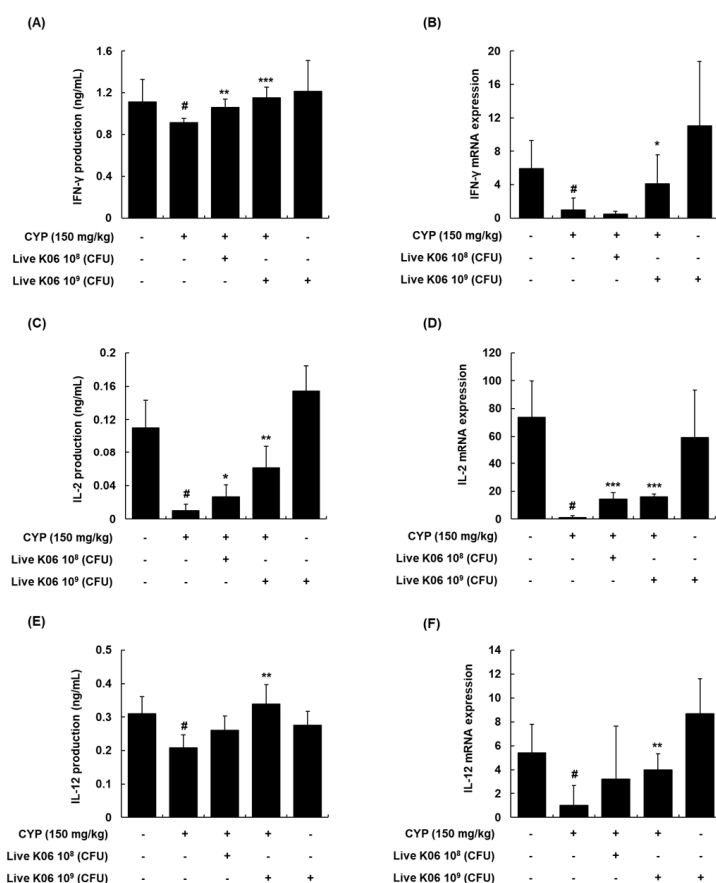 (A)
IFN-γ production (ng/mL)
1.6
1.2
0.8
0.4
0
# ** ***
CYP (150 mg/kg) - + + + -
Live K06 10⁸ (CFU) - - + - -
Live K06 10⁹ (CFU) - - - + +
(B)
IFN-γ mRNA expression
20
16
12
8
4
0
# *
CYP (150 mg/kg) - + + + -
Live K06 10⁸ (CFU) - - + - -
Live K06 10⁹ (CFU) - - - + +
(C)
IL-2 production (ng/mL)
0.2
0.16
0.12
0.08
0.04
0
# * **
CYP (150 mg/kg) - + + + -
Live K06 10⁸ (CFU) - - + - -
Live K06 10⁹ (CFU) - - - + +
(D)
IL-2 mRNA expression
120
100
80
60
40
20
0
# *** ***
CYP (150 mg/kg) - + + + -
Live K06 10⁸ (CFU) - - + - -
Live K06 10⁹ (CFU) - - - + +
(E)
IL-12 production (ng/mL)
0.5
0.4
0.3
0.2
0.1
0
# **
CYP (150 mg/kg) - + + + -
Live K06 10⁸ (CFU) - - + - -
Live K06 10⁹ (CFU) - - - + +
(F)
IL-12 mRNA expression
14
12
10
8
6
4
2
0
# **
CYP (150 mg/kg) - + + + -
Live K06 10⁸ (CFU) - - + - -
Live K06 10⁹ (CFU) - - - + +